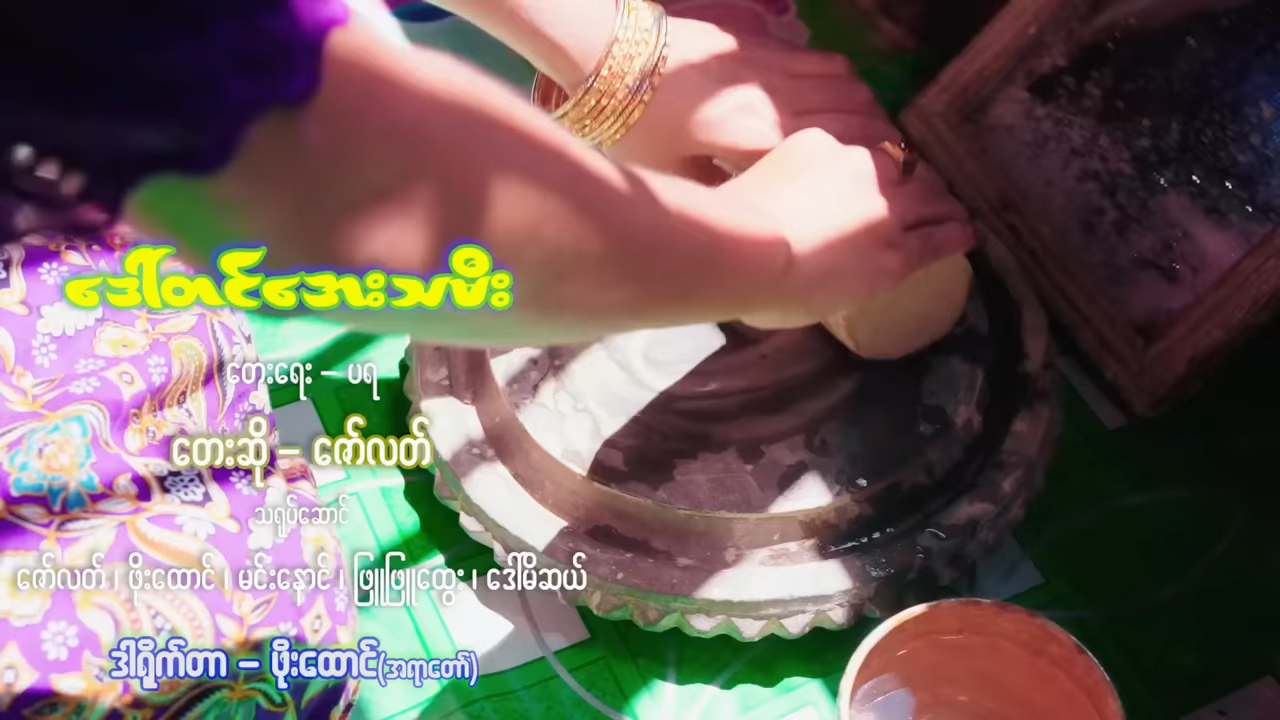 ဒေါ်တင်အေးသမီး
တေးရေး – ပရ
တေးဆို – ဇော်လတ်
သရုပ်ဆောင်
ဇော်လတ် ၊ ဖိုးထောင် ၊ မင်းနောင် ၊ ဖြူဖြူထွေး ၊ ဒေါ်မိဆယ်
ဒါရိုက်တာ – ဖိုးထောင်(အရာတော်)